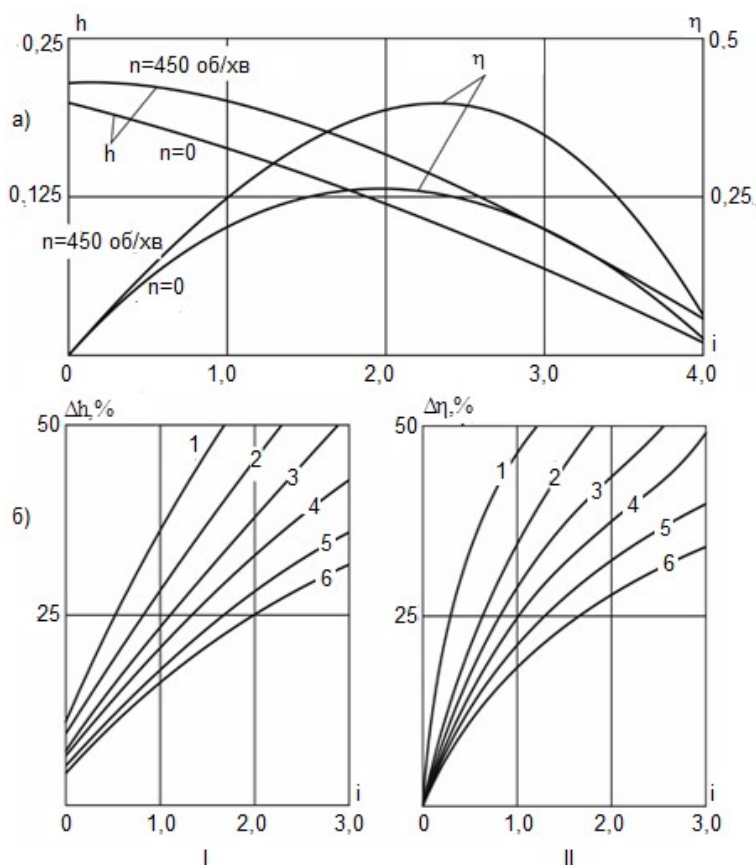 h η
0,25 0,5
n=450 об/хв η
а) h n=0
0,125 0,25
n=450 об/хв
n=0
i
0 1,0 2,0 3,0 4,0
Δh,% Δη,%
50 50
1 2 3 4 5 6 1 2 3 4 5 6
б)
25 25
i i
0 1,0 2,0 3,0 0 1,0 2,0 3,0
I II